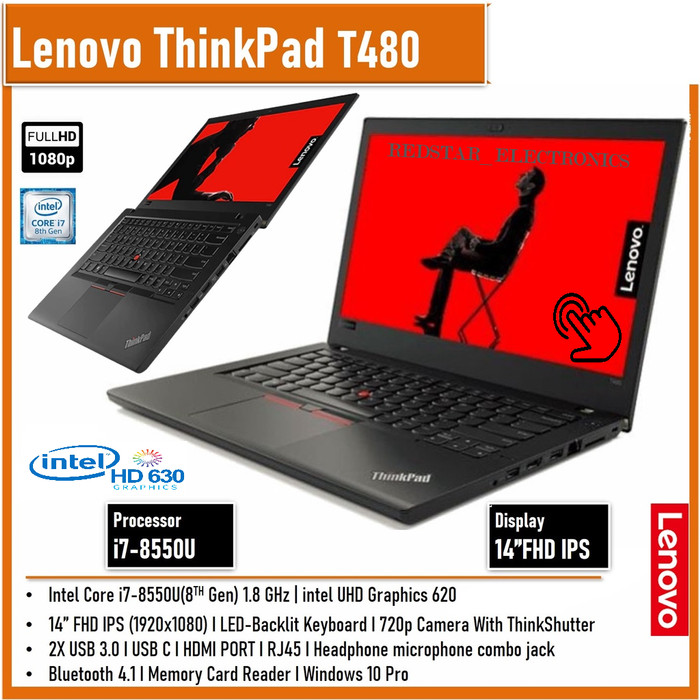 Lenovo ThinkPad T480
FULLHD
1080p
intel
CORE i7
8th Gen
Lenovo
ThinkPad
REDSTAR_ELECTRONICS
Lenovo
ThinkPad
intel
HD 630
GRAPHICS
Processor
i7-8550U
Display
14”FHD IPS
Lenovo
• Intel Core i7-8550U(8TH Gen) 1.8 GHz | intel UHD Graphics 620
• 14” FHD IPS (1920x1080) I LED-Backlit Keyboard | 720p Camera With ThinkShutter
• 2X USB 3.0 I USB C | HDMI PORT | RJ45 | Headphone microphone combo jack
• Bluetooth 4.1 I Memory Card Reader | Windows 10 Pro